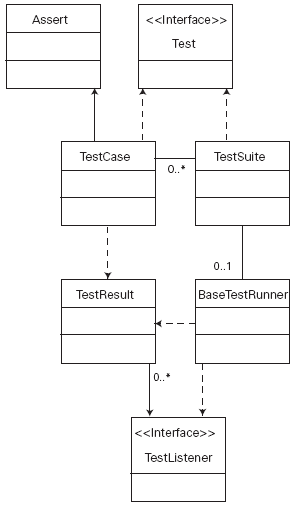 Assert
<<Interface>>
Test
TestCase
TestSuite
0..*
0..1
TestResult
BaseTestRunner
0..*
<<Interface>>
TestListener